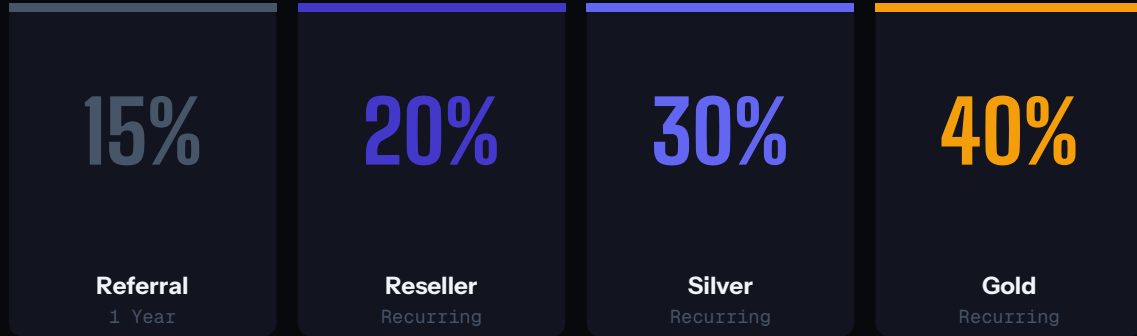 15%
20%
30%
40%
Referral
Reseller
Silver
Gold
1 Year
Recurring
Recurring
Recurring